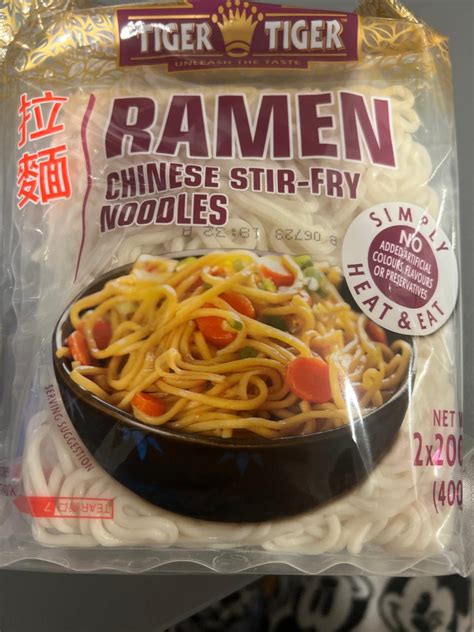 TIGER TIGER
UNLEASH THE TASTE
拉麵
RAMEN
CHINESE STIR-FRY
NOODLES
SIMPLY
NO
ADDED ARTIFICIAL
COLOURS, FLAVOURS
OR PRESERVATIVES
HEAT & EAT
SERVING SUGGESTION
NET
2x200
(400
TEAR